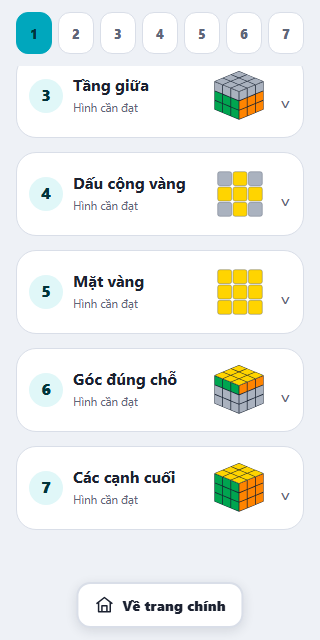 1 2 3 4 5 6 7
3
Tầng giữa
Hình cần đạt
4
Dấu cộng vàng
Hình cần đạt
5
Mặt vàng
Hình cần đạt
6
Góc đúng chỗ
Hình cần đạt
7
Các cạnh cuối
Hình cần đạt
Về trang chính